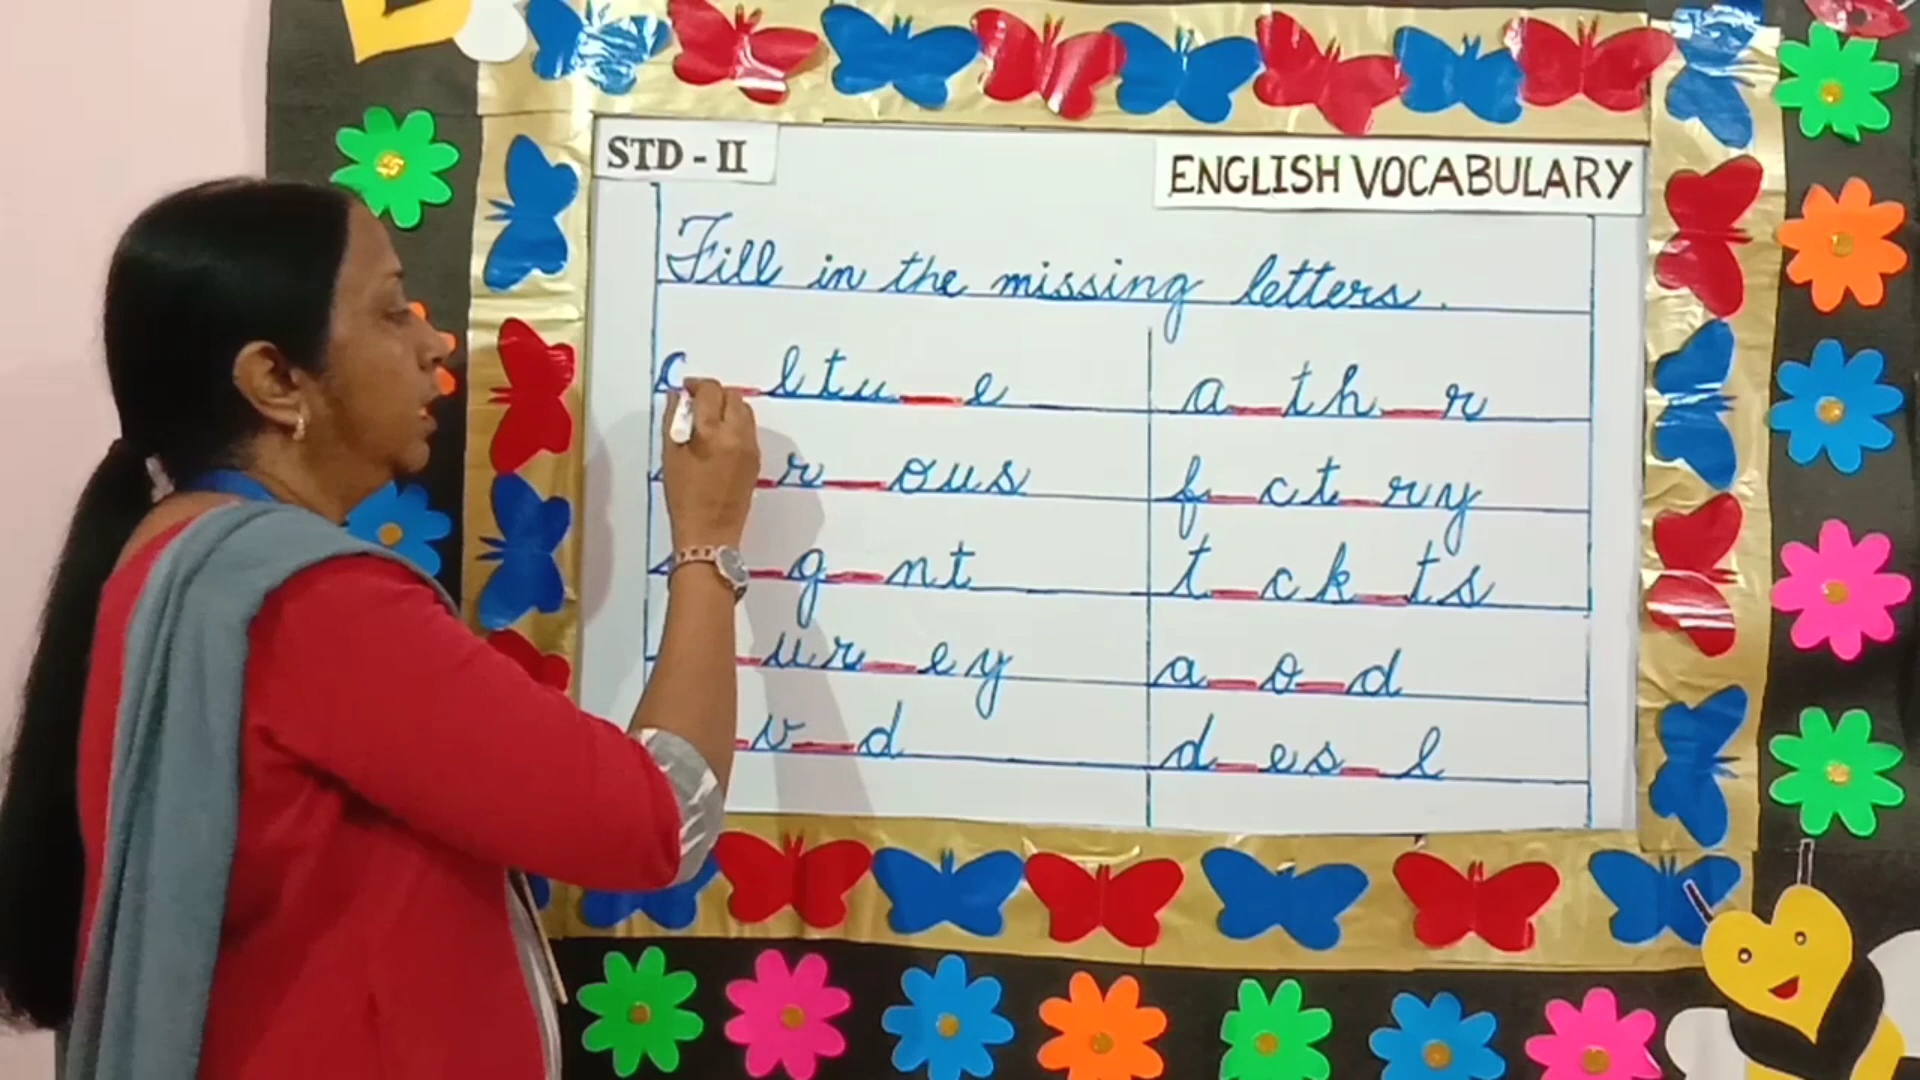 STD - II
ENGLISH VOCABULARY
Fill in the missing letters.
c_ltu_e
a_th_r
_r_ous
f_ct_ry
_g_nt
t_ck_ts
_ur_ey
a_o_d
_v_d
d_es_l